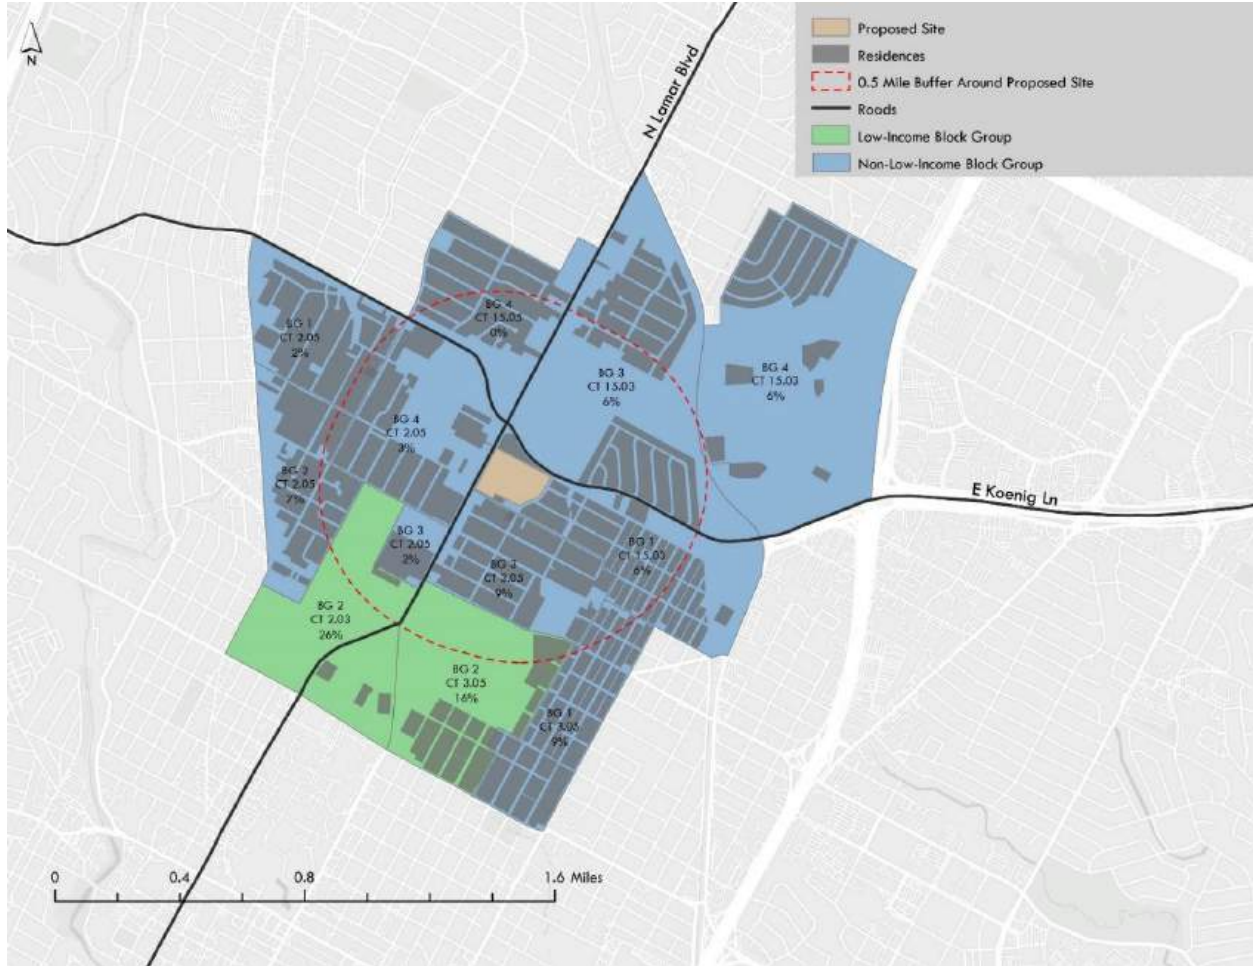 N
Proposed Site
Residences
0.5 Mile Buffer Around Proposed Site
Roads
Low-Income Block Group
Non-Low-Income Block Group
N Lamar Blvd
BG 4
CT 15.05
0%
BG 1
CT 2.05
2%
BG 3
CT 15.03
6%
BG 4
CT 15.03
6%
BG 4
CT 2.05
3%
BG 2
CT 2.05
7%
E Koenig Ln
BG 3
CT 2.05
2%
BG 3
CT 3.05
9%
BG 1
CT 15.03
6%
BG 2
CT 2.03
26%
BG 2
CT 3.05
16%
BG 1
CT 3.05
9%
0 0.4 0.8 1.6 Miles